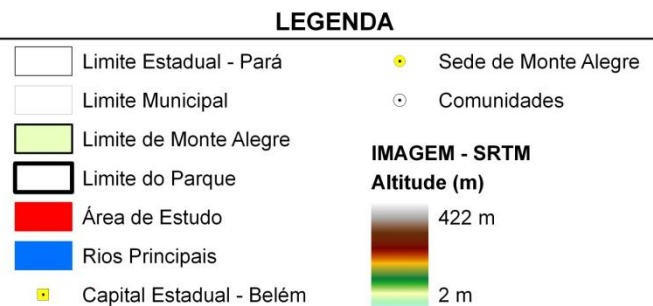 LEGENDA
Limite Estadual - Pará
Limite Municipal
Limite de Monte Alegre
Limite do Parque
Área de Estudo
Rios Principais
Capital Estadual - Belém
Sede de Monte Alegre
Comunidades
IMAGEM - SRTM
Altitude (m)
422 m
2 m